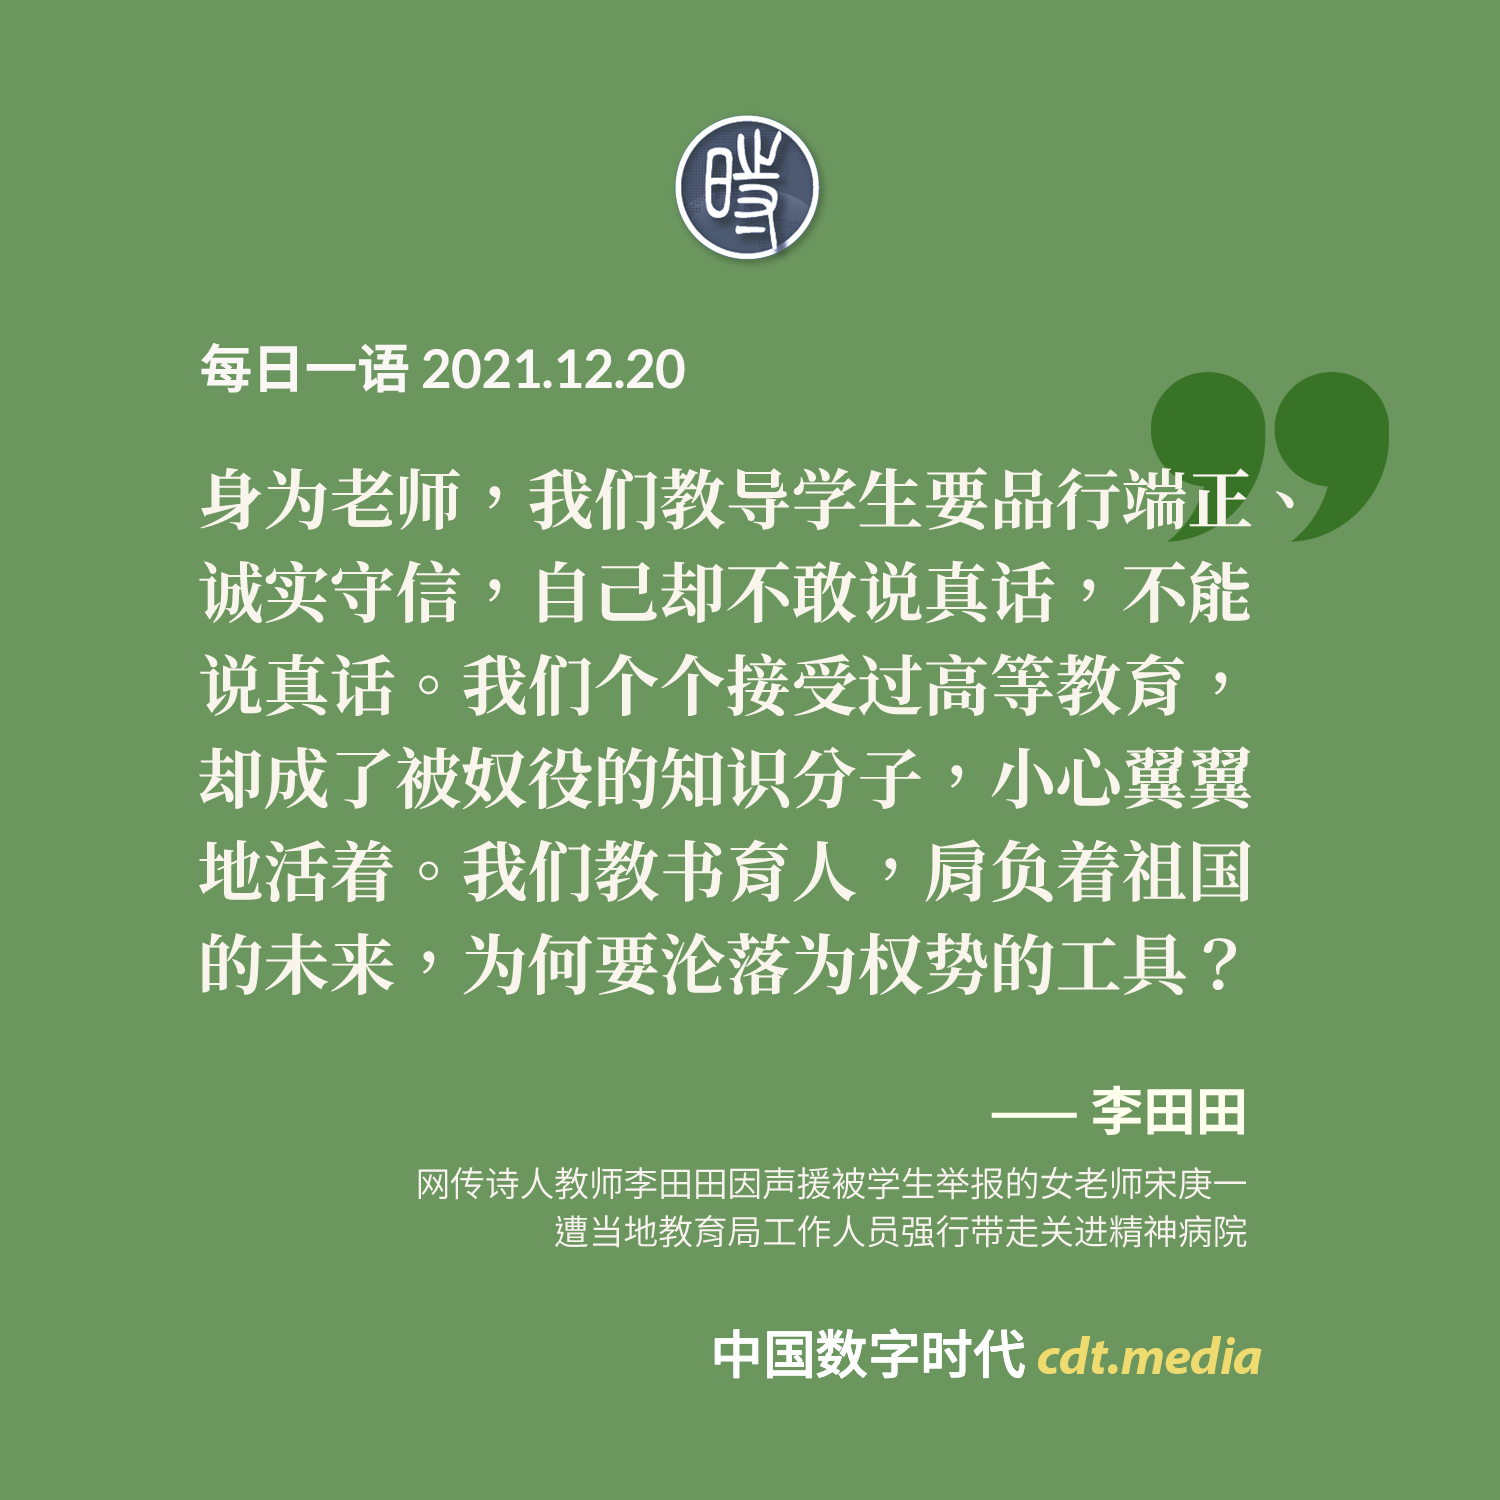 時
每日一语 2021.12.20
身为老师，我们教导学生要品行端正、
诚实守信，自己却不敢说真话，不能
说真话。我们个个接受过高等教育，
却成了被奴役的知识分子，小心翼翼
地活着。我们教书育人，肩负着祖国
的未来，为何要沦落为权势的工具？
—— 李田田
网传诗人教师李田田因声援被学生举报的女老师宋庚一
遭当地教育局工作人员强行带走关进精神病院
中国数字时代 cdt.media